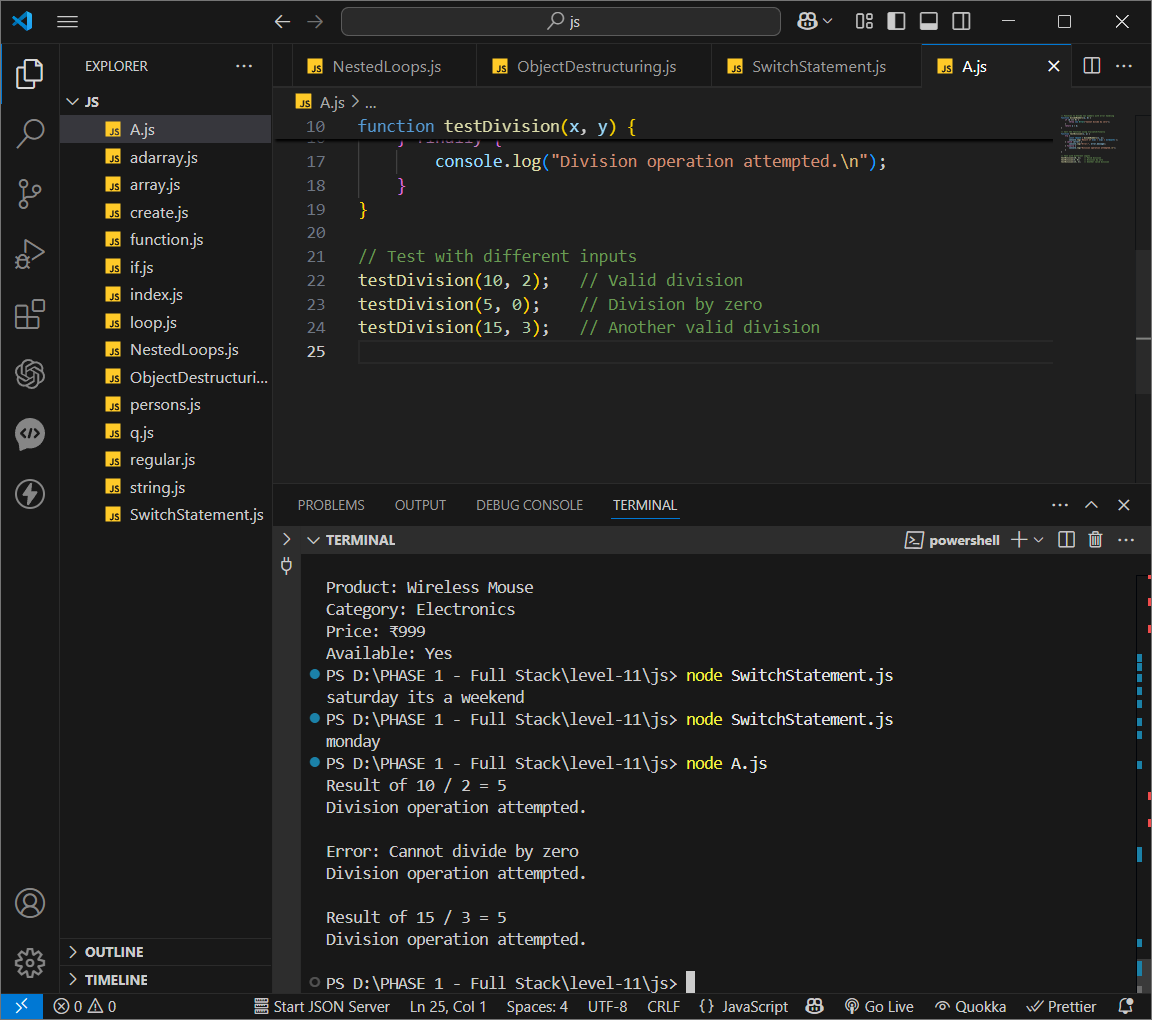 js
EXPLORER
NestedLoops.js
ObjectDestructuring.js
SwitchStatement.js
A.js
JS
A.js
adarray.js
array.js
create.js
function.js
if.js
index.js
loop.js
NestedLoops.js
ObjectDestructuri...
persons.js
q.js
regular.js
string.js
SwitchStatement.js
OUTLINE
TIMELINE
A.js > ...
10 function testDivision(x, y) {
16 } finally {
17 console.log("Division operation attempted.\n");
18 }
19 }
20
21 // Test with different inputs
22 testDivision(10, 2); // Valid division
23 testDivision(5, 0); // Division by zero
24 testDivision(15, 3); // Another valid division
25
PROBLEMS OUTPUT DEBUG CONSOLE TERMINAL
TERMINAL
powershell
Product: Wireless Mouse
Category: Electronics
Price: ₹999
Available: Yes
PS D:\PHASE 1 - Full Stack\level-11\js> node SwitchStatement.js
saturday its a weekend
PS D:\PHASE 1 - Full Stack\level-11\js> node SwitchStatement.js
monday
PS D:\PHASE 1 - Full Stack\level-11\js> node A.js
Result of 10 / 2 = 5
Division operation attempted.
Error: Cannot divide by zero
Division operation attempted.
Result of 15 / 3 = 5
Division operation attempted.
PS D:\PHASE 1 - Full Stack\level-11\js>
0 0 Start JSON Server Ln 25, Col 1 Spaces: 4 UTF-8 CRLF {} JavaScript Go Live Quokka Prettier